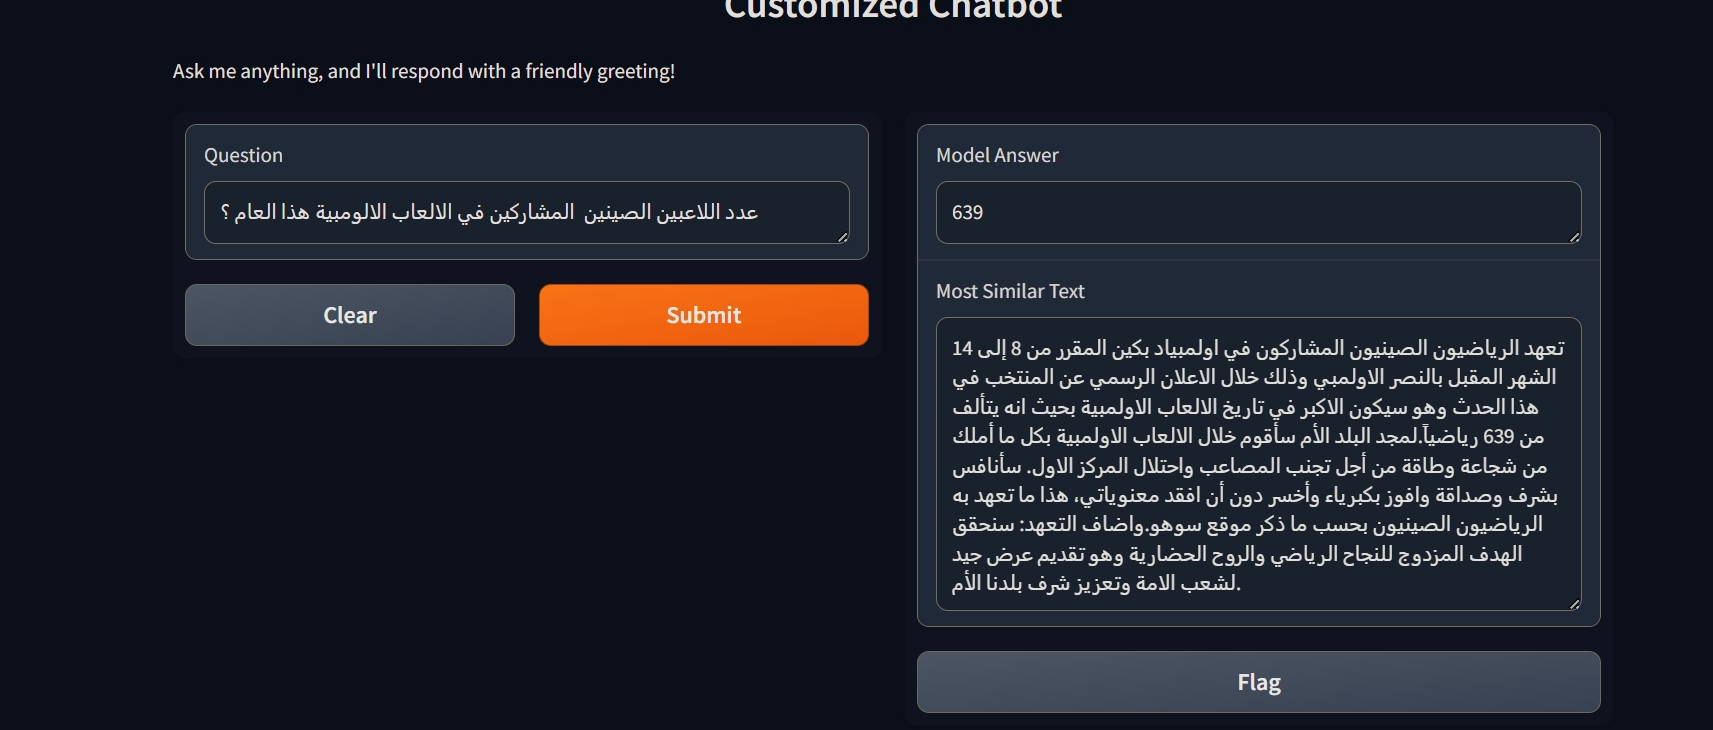 Customized Chatbot
Ask me anything, and I'll respond with a friendly greeting!
Question
عدد اللاعبين الصينين  المشاركين في الالعاب الالومبية هذا العام ؟
Clear
Submit
Model Answer
639
Most Similar Text
تعهد الرياضيون الصينيون المشاركون في اولمبياد بكين المقرر من 8 إلى 14
الشهر المقبل بالنصر الاولمبي وذلك خلال الاعلان الرسمي عن المنتخب في
هذا الحدث وهو سيكون الاكبر في تاريخ الالعاب الاولمبية بحيث انه يتألف
من 639 رياضياً.لمجد البلد الأم سأقوم خلال الالعاب الاولمبية بكل ما أملك
من شجاعة وطاقة من أجل تجنب المصاعب واحتلال المركز الاول. سأنافس
بشرف وصداقة وافوز بكبرياء وأخسر دون أن افقد معنوياتي، هذا ما تعهد به
الرياضيون الصينيون بحسب ما ذكر موقع سوهو.واضاف التعهد: سنحقق
الهدف المزدوج للنجاح الرياضي والروح الحضارية وهو تقديم عرض جيد
لشعب الامة وتعزيز شرف بلدنا الأم.
Flag